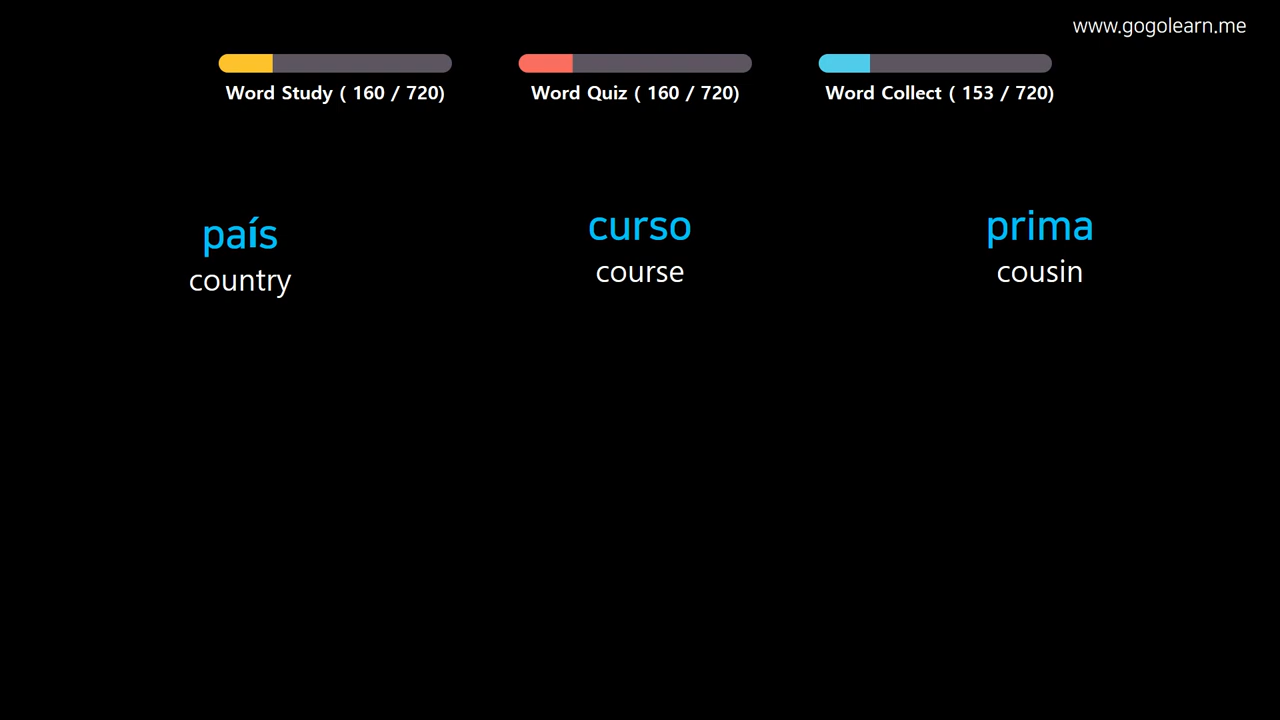 www.gogolearn.me
Word Study ( 160 / 720)
Word Quiz ( 160 / 720)
Word Collect ( 153 / 720)
país
country
curso
course
prima
cousin